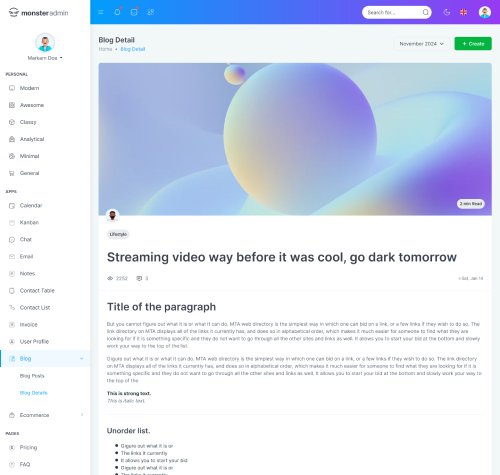 monsteradmin
Search for...
Markarn Doe
Blog Detail
Home • Blog Detail
November 2024
+ Create
PERSONAL
Modern
Awesome
Classy
Analytical
Minimal
General
APPS
Calendar
Kanban
Chat
Email
Notes
Contact Table
Contact List
Invoice
User Profile
Blog
Blog Posts
Blog Details
Ecommerce
PAGES
Pricing
FAQ
2 min Read
Lifestyle
Streaming video way before it was cool, go dark tomorrow
2252
3
Sat, Jan 14
Title of the paragraph
But you cannot figure out what it is or what it can do. MTA web directory is the simplest way in which one can bid on a link, or a few links if they wish to do so. The
link directory on MTA displays all of the links it currently has, and does so in alphabetical order, which makes it much easier for someone to find what they are
looking for if it is something specific and they do not want to go through all the other sites and links as well. It allows you to start your bid at the bottom and slowly
work your way to the top of the list.
Gigure out what it is or what it can do. MTA web directory is the simplest way in which one can bid on a link, or a few links if they wish to do so. The link directory
on MTA displays all of the links it currently has, and does so in alphabetical order, which makes it much easier for someone to find what they are looking for if it is
something specific and they do not want to go through all the other sites and links as well. It allows you to start your bid at the bottom and slowly work your way to
the top of the
This is strong text.
This is italic text.
Unorder list.
Gigure out what it is or
The links it currently
It allows you to start your bid
Gigure out what it is or
The links it currently